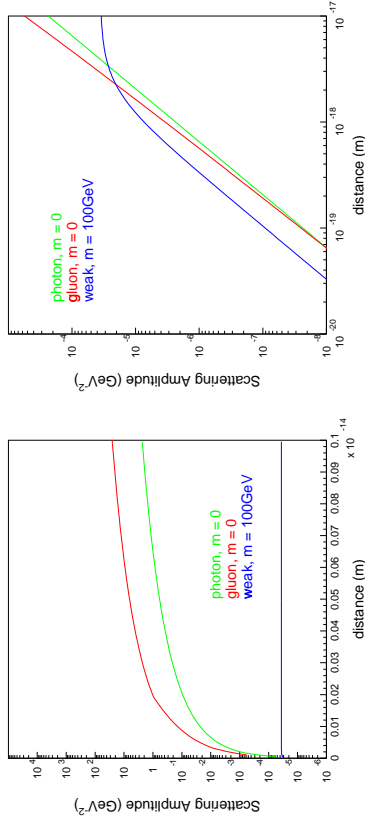 Scattering Amplitude (GeV⁻²)
10⁴
10³
10²
10
1
10⁻¹
10⁻²
10⁻³
10⁻⁴
10⁻⁵
10⁻⁶
photon, m = 0
gluon, m = 0
weak, m = 100GeV
0 0.01 0.02 0.03 0.04 0.05 0.06 0.07 0.08 0.09 0.1
x 10⁻¹⁴
distance (m)
Scattering Amplitude (GeV⁻²)
10⁻⁴
10⁻⁵
10⁻⁶
10⁻⁷
10⁻⁸
photon, m = 0
gluon, m = 0
weak, m = 100GeV
10⁻²⁰ 10⁻¹⁹ 10⁻¹⁸ 10⁻¹⁷
distance (m)